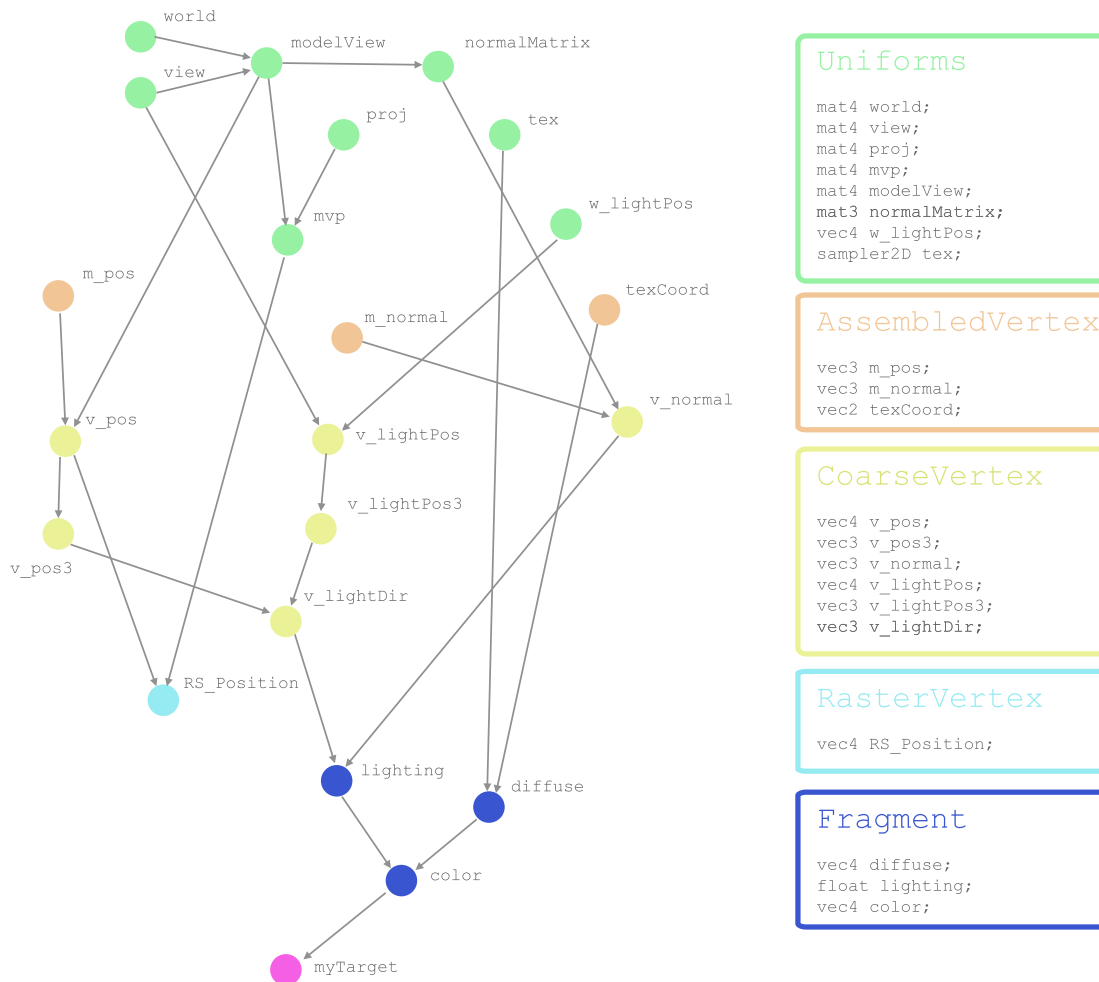 world
modelView
normalMatrix
view
proj
tex
w_lightPos
mvp
m_pos
texCoord
m_normal
v_normal
v_pos
v_lightPos
v_lightPos3
v_pos3
v_lightDir
RS_Position
lighting
diffuse
color
myTarget
Uniforms
mat4 world;
mat4 view;
mat4 proj;
mat4 mvp;
mat4 modelView;
mat3 normalMatrix;
vec4 w_lightPos;
sampler2D tex;
AssembledVertex
vec3 m_pos;
vec3 m_normal;
vec2 texCoord;
CoarseVertex
vec4 v_pos;
vec3 v_pos3;
vec3 v_normal;
vec4 v_lightPos;
vec3 v_lightPos3;
vec3 v_lightDir;
RasterVertex
vec4 RS_Position;
Fragment
vec4 diffuse;
float lighting;
vec4 color;